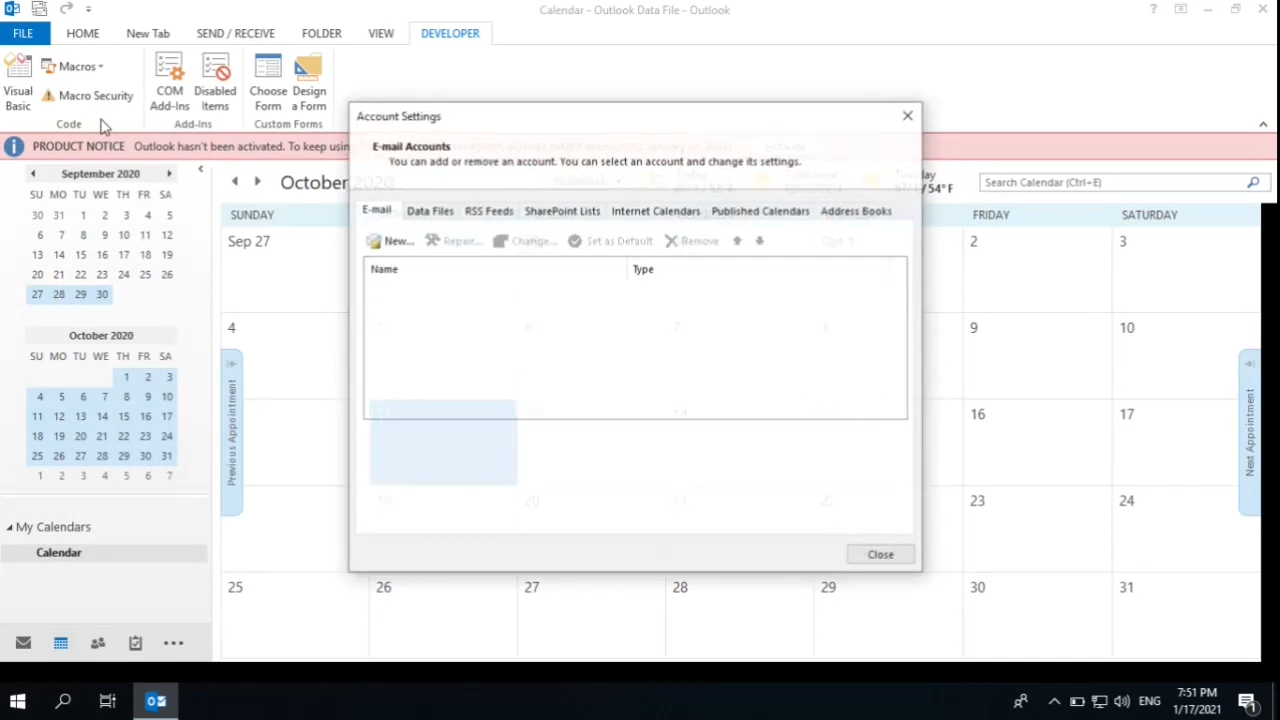 Calendar - Outlook Data File - Outlook
FILE HOME New Tab SEND / RECEIVE FOLDER VIEW DEVELOPER
Visual Basic
Macros
Macro Security
COM Add-Ins
Disabled Items
Choose Form
Design a Form
Code Add-Ins Custom Forms
PRODUCT NOTICE Outlook hasn't been activated. To keep usin
September 2020
SU MO TU WE TH FR SA
30 31 1 2 3 4 5
6 7 8 9 10 11 12
13 14 15 16 17 18 19
20 21 22 23 24 25 26
27 28 29 30
October 2020
SU MO TU WE TH FR SA
1 2 3
4 5 6 7 8 9 10
11 12 13 14 15 16 17
18 19 20 21 22 23 24
25 26 27 28 29 30 31
1 2 3 4 5 6 7
My Calendars
Calendar
October 2020
Search Calendar (Ctrl+E)
SUNDAY FRIDAY SATURDAY
Sep 27 2 3
4 9 10
16 17
23 24
25 26 27 28 29 30 31
Previous Appointment
Next Appointment
Account Settings
E-mail Accounts
You can add or remove an account. You can select an account and change its settings.
E-mail Data Files RSS Feeds SharePoint Lists Internet Calendars Published Calendars Address Books
New... Repair... Change... Set as Default Remove
Name Type
Close
ENG
7:51 PM
1/17/2021
1